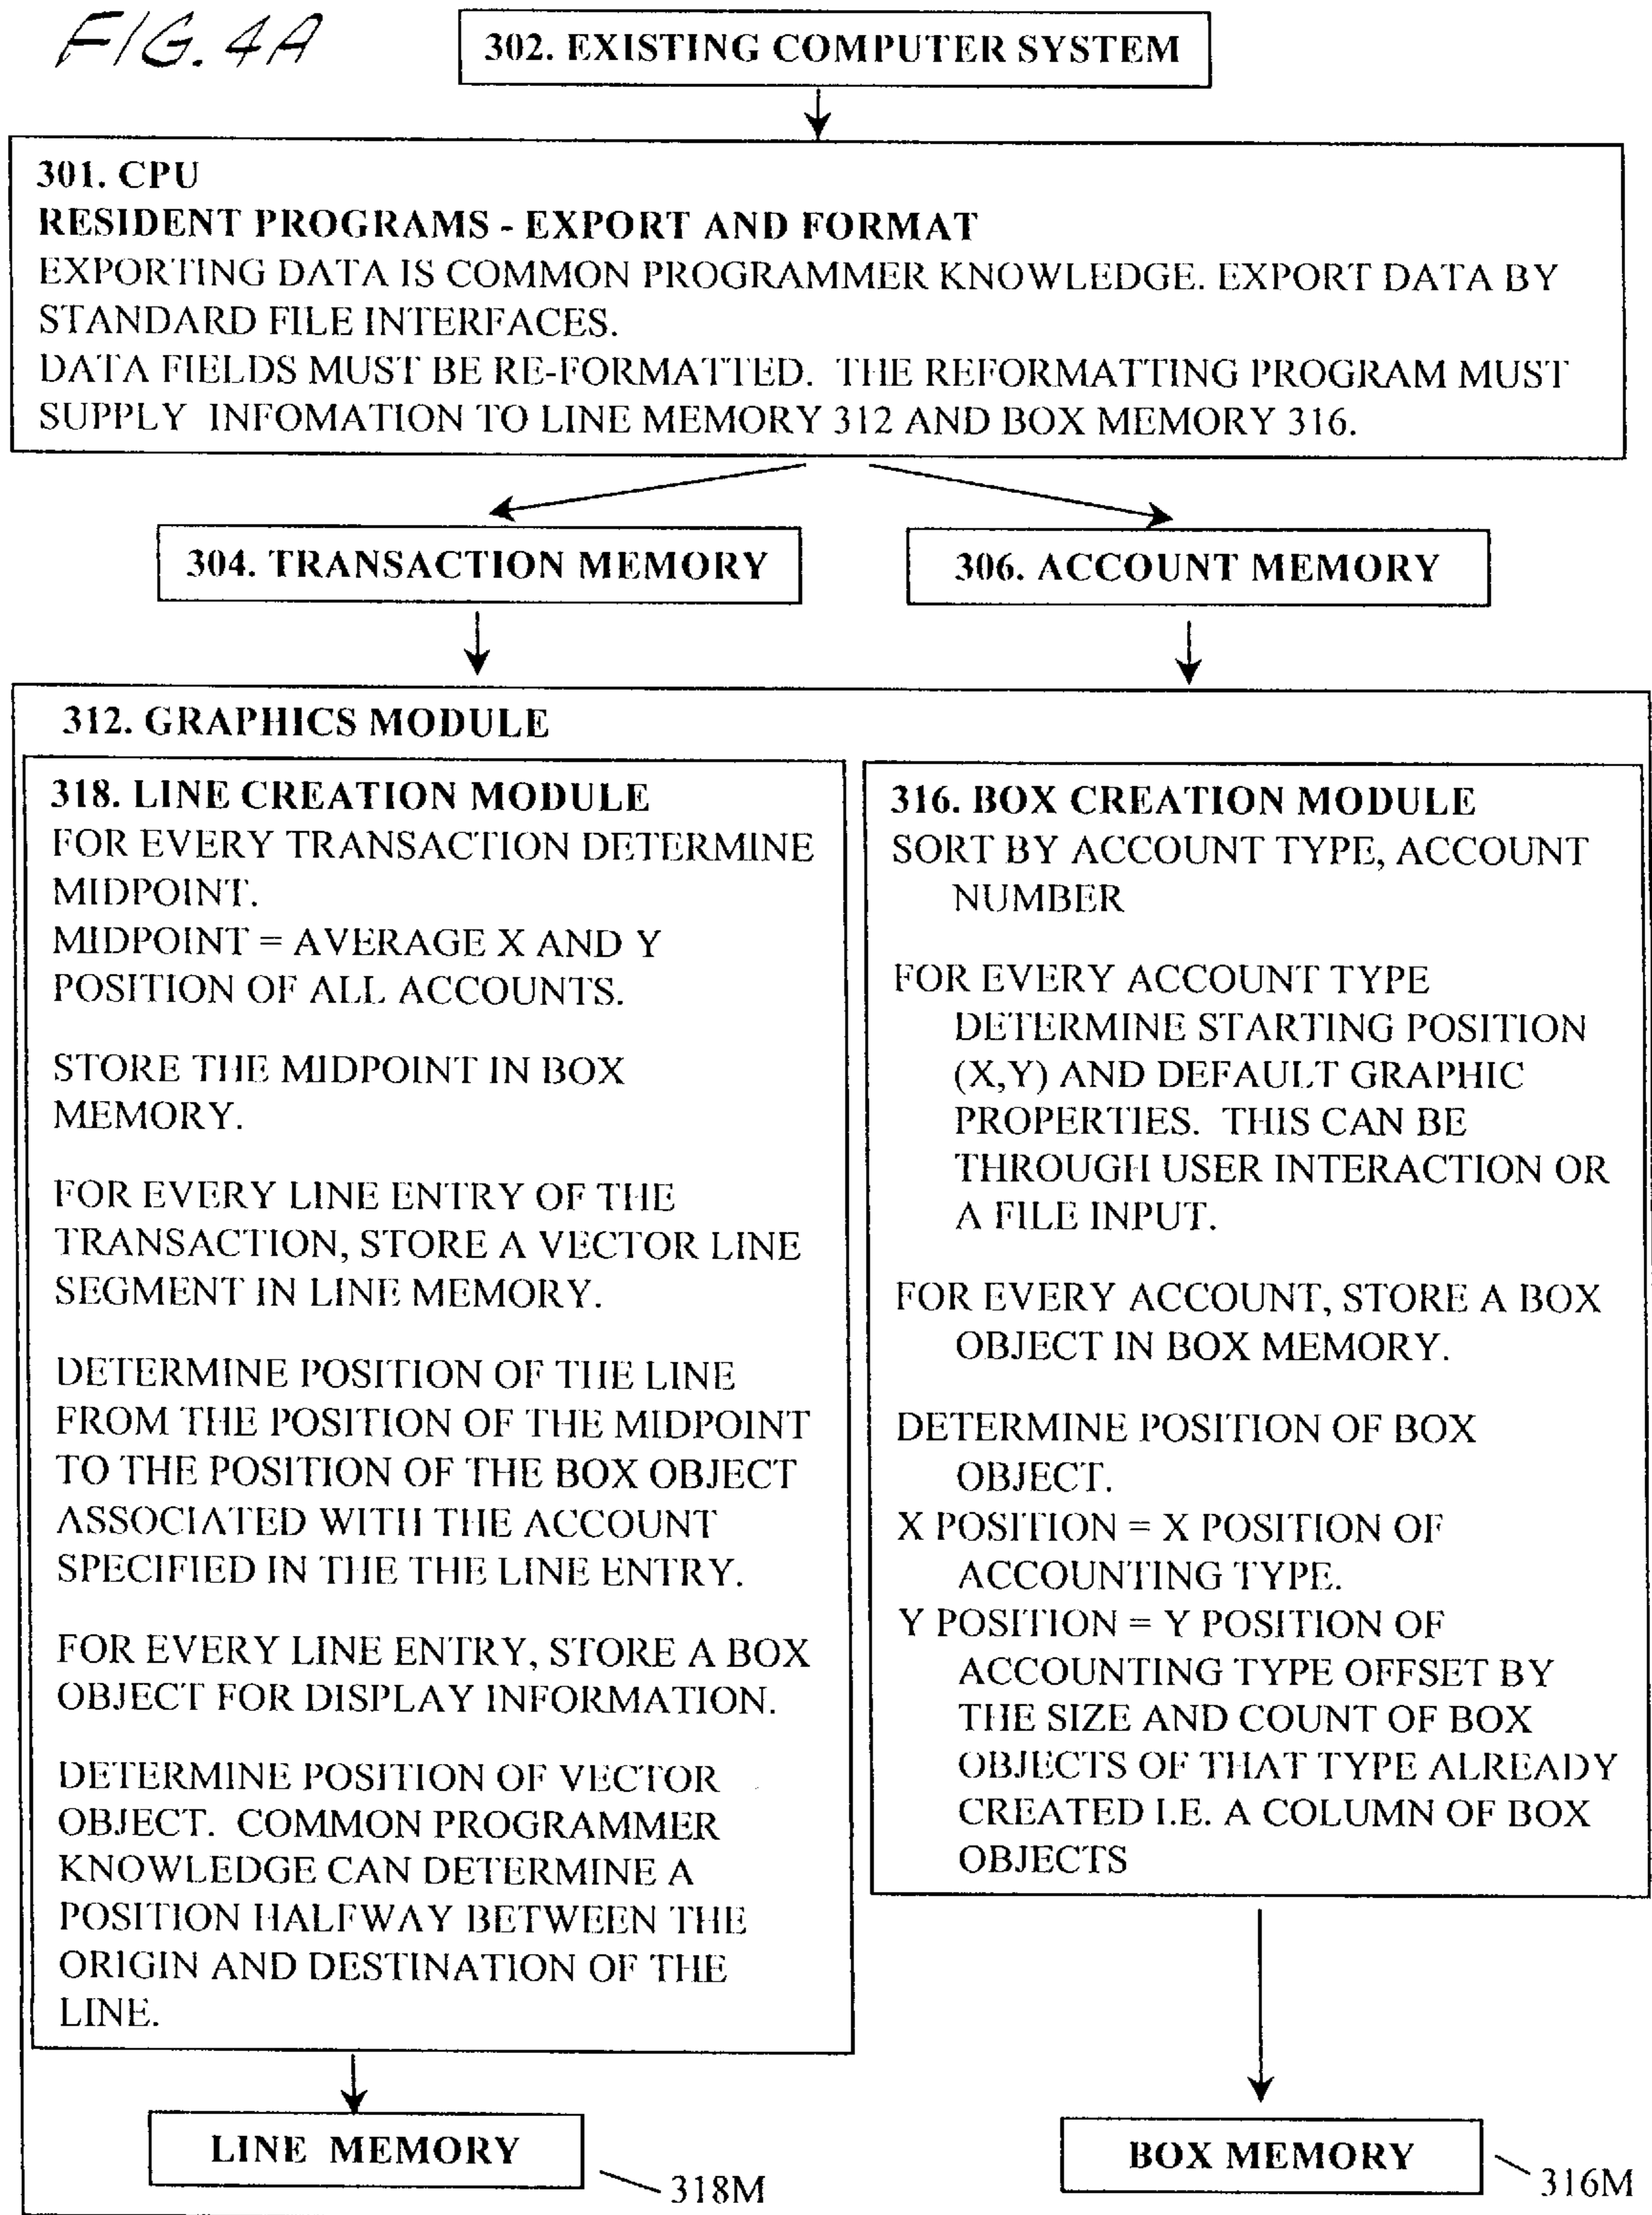 FIG. 4A
302. EXISTING COMPUTER SYSTEM
301. CPU
RESIDENT PROGRAMS - EXPORT AND FORMAT
EXPORTING DATA IS COMMON PROGRAMMER KNOWLEDGE. EXPORT DATA BY
STANDARD FILE INTERFACES.
DATA FIELDS MUST BE RE-FORMATTED. THE REFORMATTING PROGRAM MUST
SUPPLY INFOMATION TO LINE MEMORY 312 AND BOX MEMORY 316.
304. TRANSACTION MEMORY
306. ACCOUNT MEMORY
312. GRAPHICS MODULE
318. LINE CREATION MODULE
FOR EVERY TRANSACTION DETERMINE
MIDPOINT.
MIDPOINT = AVERAGE X AND Y
POSITION OF ALL ACCOUNTS.
STORE THE MIDPOINT IN BOX
MEMORY.
FOR EVERY LINE ENTRY OF THE
TRANSACTION, STORE A VECTOR LINE
SEGMENT IN LINE MEMORY.
DETERMINE POSITION OF THE LINE
FROM THE POSITION OF THE MIDPOINT
TO THE POSITION OF THE BOX OBJECT
ASSOCIATED WITH THE ACCOUNT
SPECIFIED IN THE THE LINE ENTRY.
FOR EVERY LINE ENTRY, STORE A BOX
OBJECT FOR DISPLAY INFORMATION.
DETERMINE POSITION OF VECTOR
OBJECT. COMMON PROGRAMMER
KNOWLEDGE CAN DETERMINE A
POSITION HALFWAY BETWEEN THE
ORIGIN AND DESTINATION OF THE
LINE.
316. BOX CREATION MODULE
SORT BY ACCOUNT TYPE, ACCOUNT
NUMBER
FOR EVERY ACCOUNT TYPE
DETERMINE STARTING POSITION
(X,Y) AND DEFAULT GRAPHIC
PROPERTIES. THIS CAN BE
THROUGH USER INTERACTION OR
A FILE INPUT.
FOR EVERY ACCOUNT, STORE A BOX
OBJECT IN BOX MEMORY.
DETERMINE POSITION OF BOX
OBJECT.
X POSITION = X POSITION OF
ACCOUNTING TYPE.
Y POSITION = Y POSITION OF
ACCOUNTING TYPE OFFSET BY
THE SIZE AND COUNT OF BOX
OBJECTS OF THAT TYPE ALREADY
CREATED I.E. A COLUMN OF BOX
OBJECTS
LINE MEMORY
318M
BOX MEMORY
316M